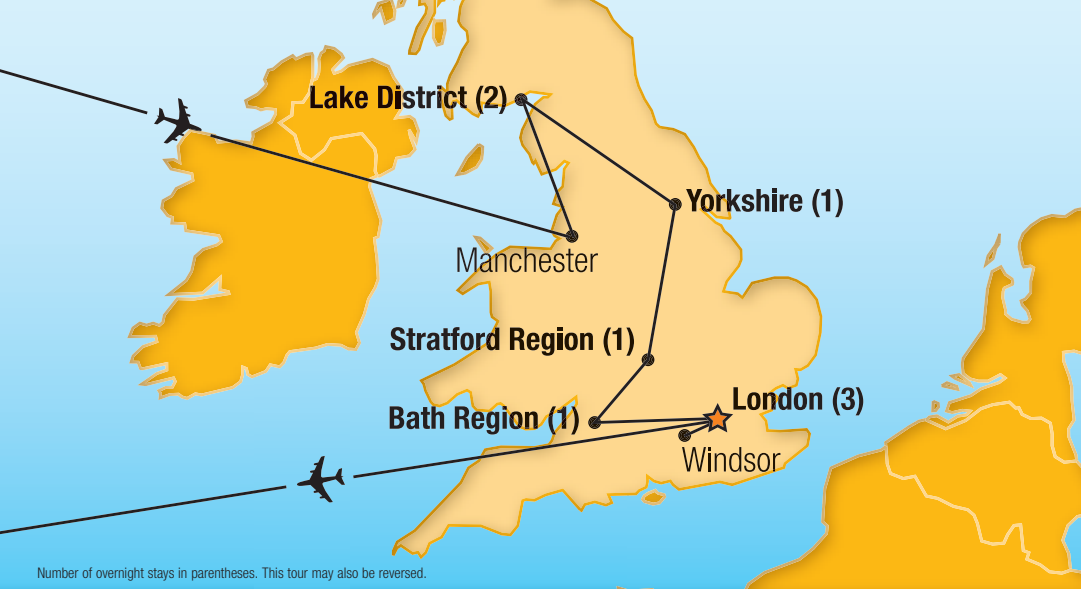 Lake District (2)
Yorkshire (1)
Manchester
Stratford Region (1)
London (3)
Bath Region (1)
Windsor
Number of overnight stays in parentheses. This tour may also be reversed.